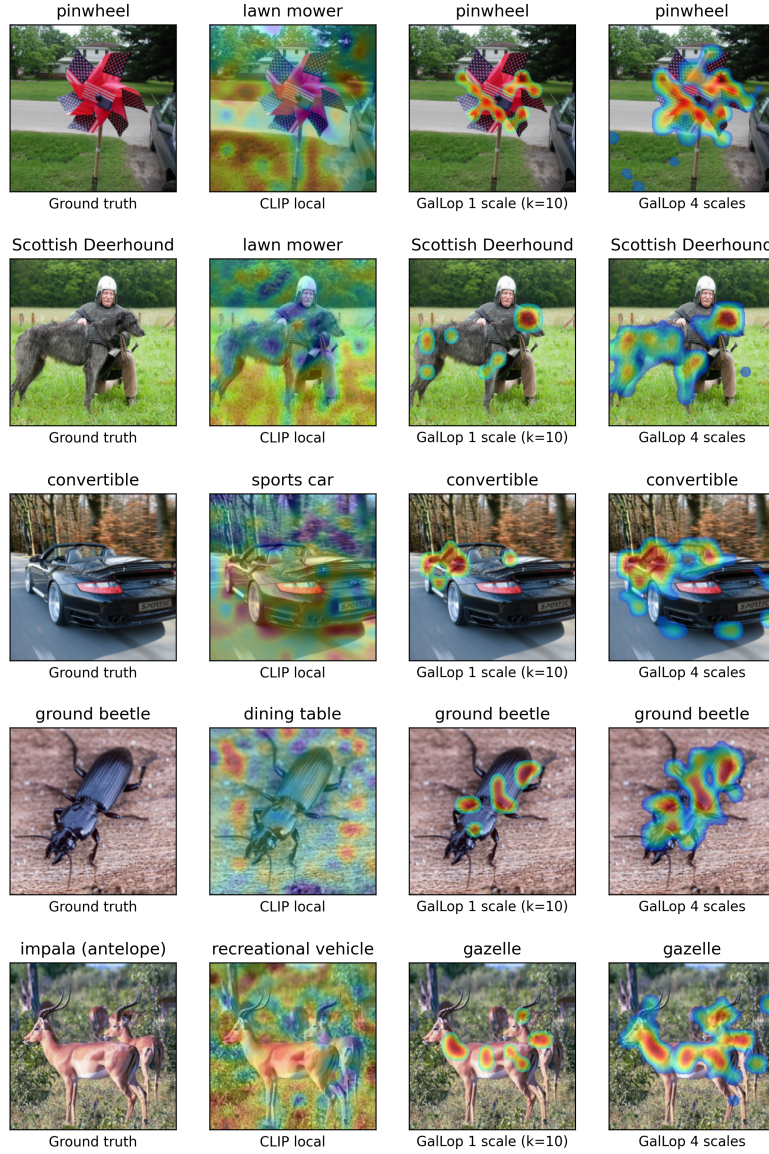 pinwheel lawn mower pinwheel pinwheel
Ground truth CLIP local GalLop 1 scale (k=10) GalLop 4 scales
Scottish Deerhound lawn mower Scottish Deerhound Scottish Deerhound
Ground truth CLIP local GalLop 1 scale (k=10) GalLop 4 scales
convertible sports car convertible convertible
SPORTEC SPORTEC SPORTEC SPORTEC
Ground truth CLIP local GalLop 1 scale (k=10) GalLop 4 scales
ground beetle dining table ground beetle ground beetle
Ground truth CLIP local GalLop 1 scale (k=10) GalLop 4 scales
impala (antelope) recreational vehicle gazelle gazelle
Ground truth CLIP local GalLop 1 scale (k=10) GalLop 4 scales